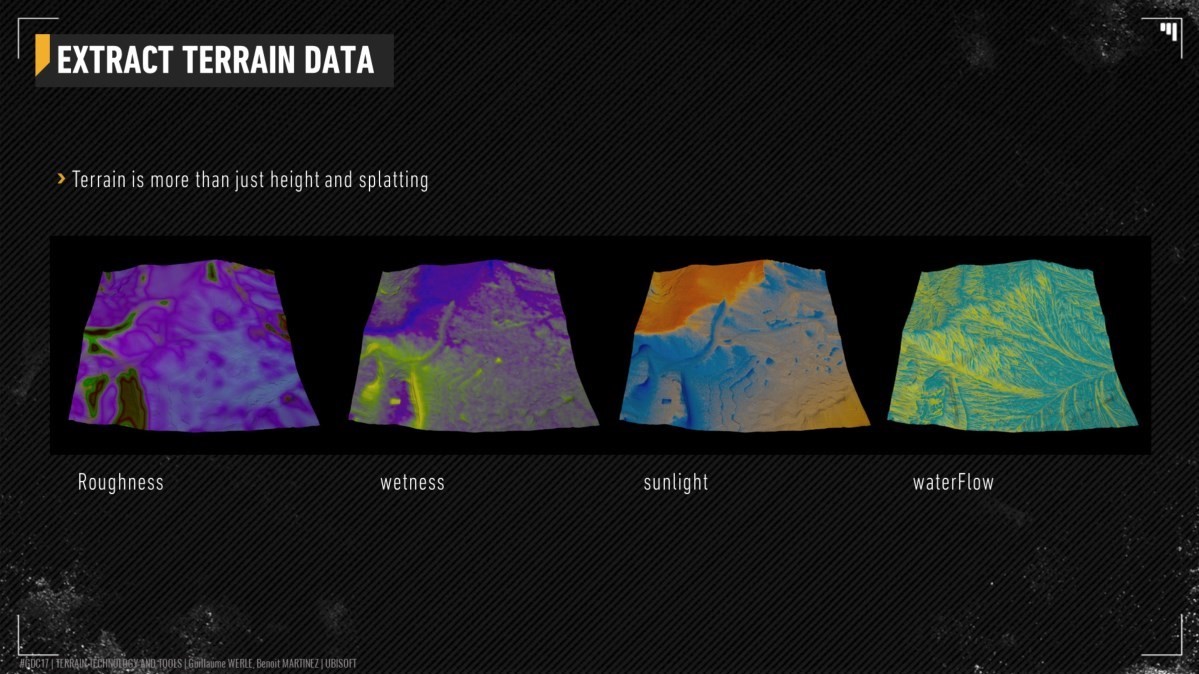 EXTRACT TERRAIN DATA
Terrain is more than just height and splatting
Roughness
wetness
sunlight
waterFlow
#GDC17 | TERRAIN TECHNOLOGY AND TOOLS | Guillaume WERLE, Benoit MARTINEZ | UBISOFT